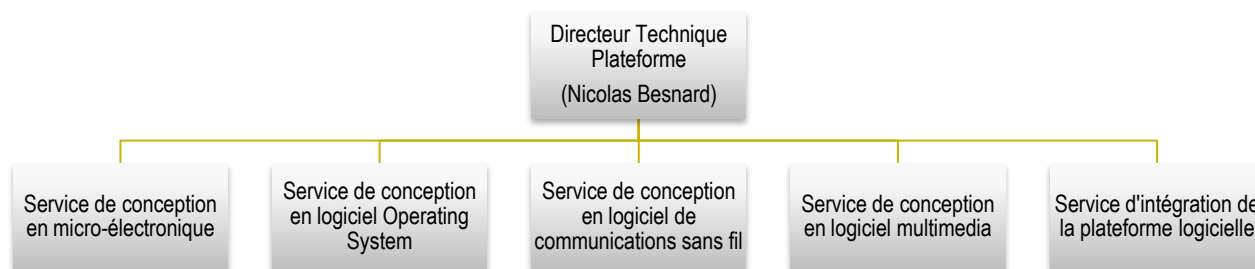 Directeur Technique
Plateforme
(Nicolas Besnard)
Service de conception
en micro-électronique
Service de conception
en logiciel Operating
System
Service de conception
en logiciel de
communications sans fil
Service de conception
en logiciel multimedia
Service d'intégration de
la plateforme logicielle